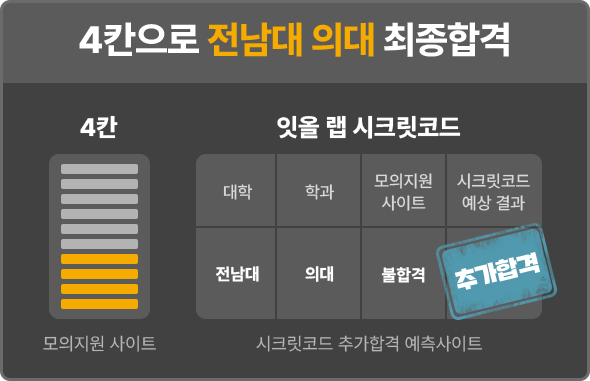 4칸으로 전남대 의대 최종합격
4칸
잇올 랩 시크릿코드
대학
학과
모의지원
사이트
시크릿코드
예상 결과
전남대
의대
불합격
추가합격
모의지원 사이트
시크릿코드 추가합격 예측사이트